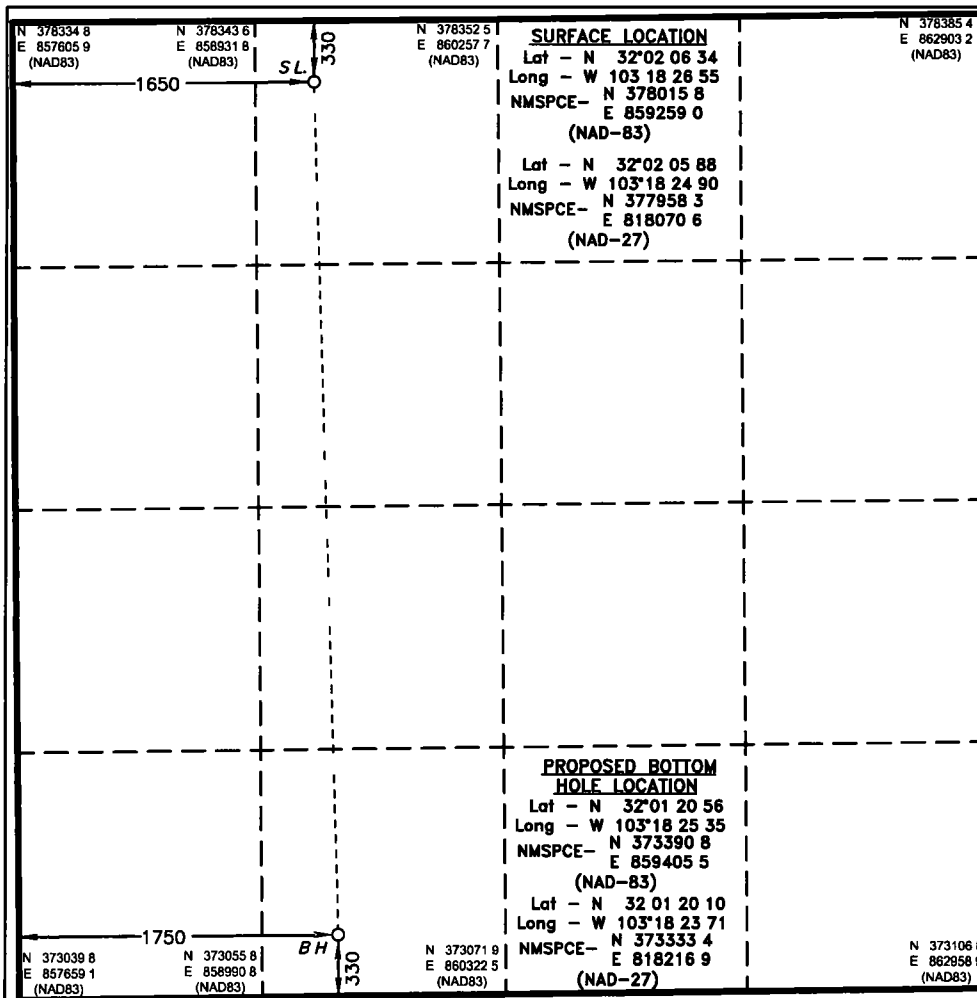 N 378334 8
E 857605 9
(NAD83)
N 378343 6
E 858931 8
(NAD83)
N 378352 5
E 860257 7
(NAD83)
N 378385 4
E 862903 2
(NAD83)
330
S L.
1650
SURFACE LOCATION
Lat - N 32°02 06 34
Long - W 103 18 26 55
NMSPCE- N 378015 8
E 859259 0
(NAD-83)
Lat - N 32°02 05 88
Long - W 103°18 24 90
NMSPCE- N 377958 3
E 818070 6
(NAD-27)
PROPOSED BOTTOM
HOLE LOCATION
Lat - N 32°01 20 56
Long - W 103°18 25 35
NMSPCE- N 373390 8
E 859405 5
(NAD-83)
Lat - N 32 01 20 10
Long - W 103°18 23 71
NMSPCE- N 373333 4
E 818216 9
(NAD-27)
1750
B H
330
N 373039 8
E 857659 1
(NAD83)
N 373055 8
E 858990 8
(NAD83)
N 373071 9
E 860322 5
(NAD83)
N 373106 8
E 862958 9
(NAD83)